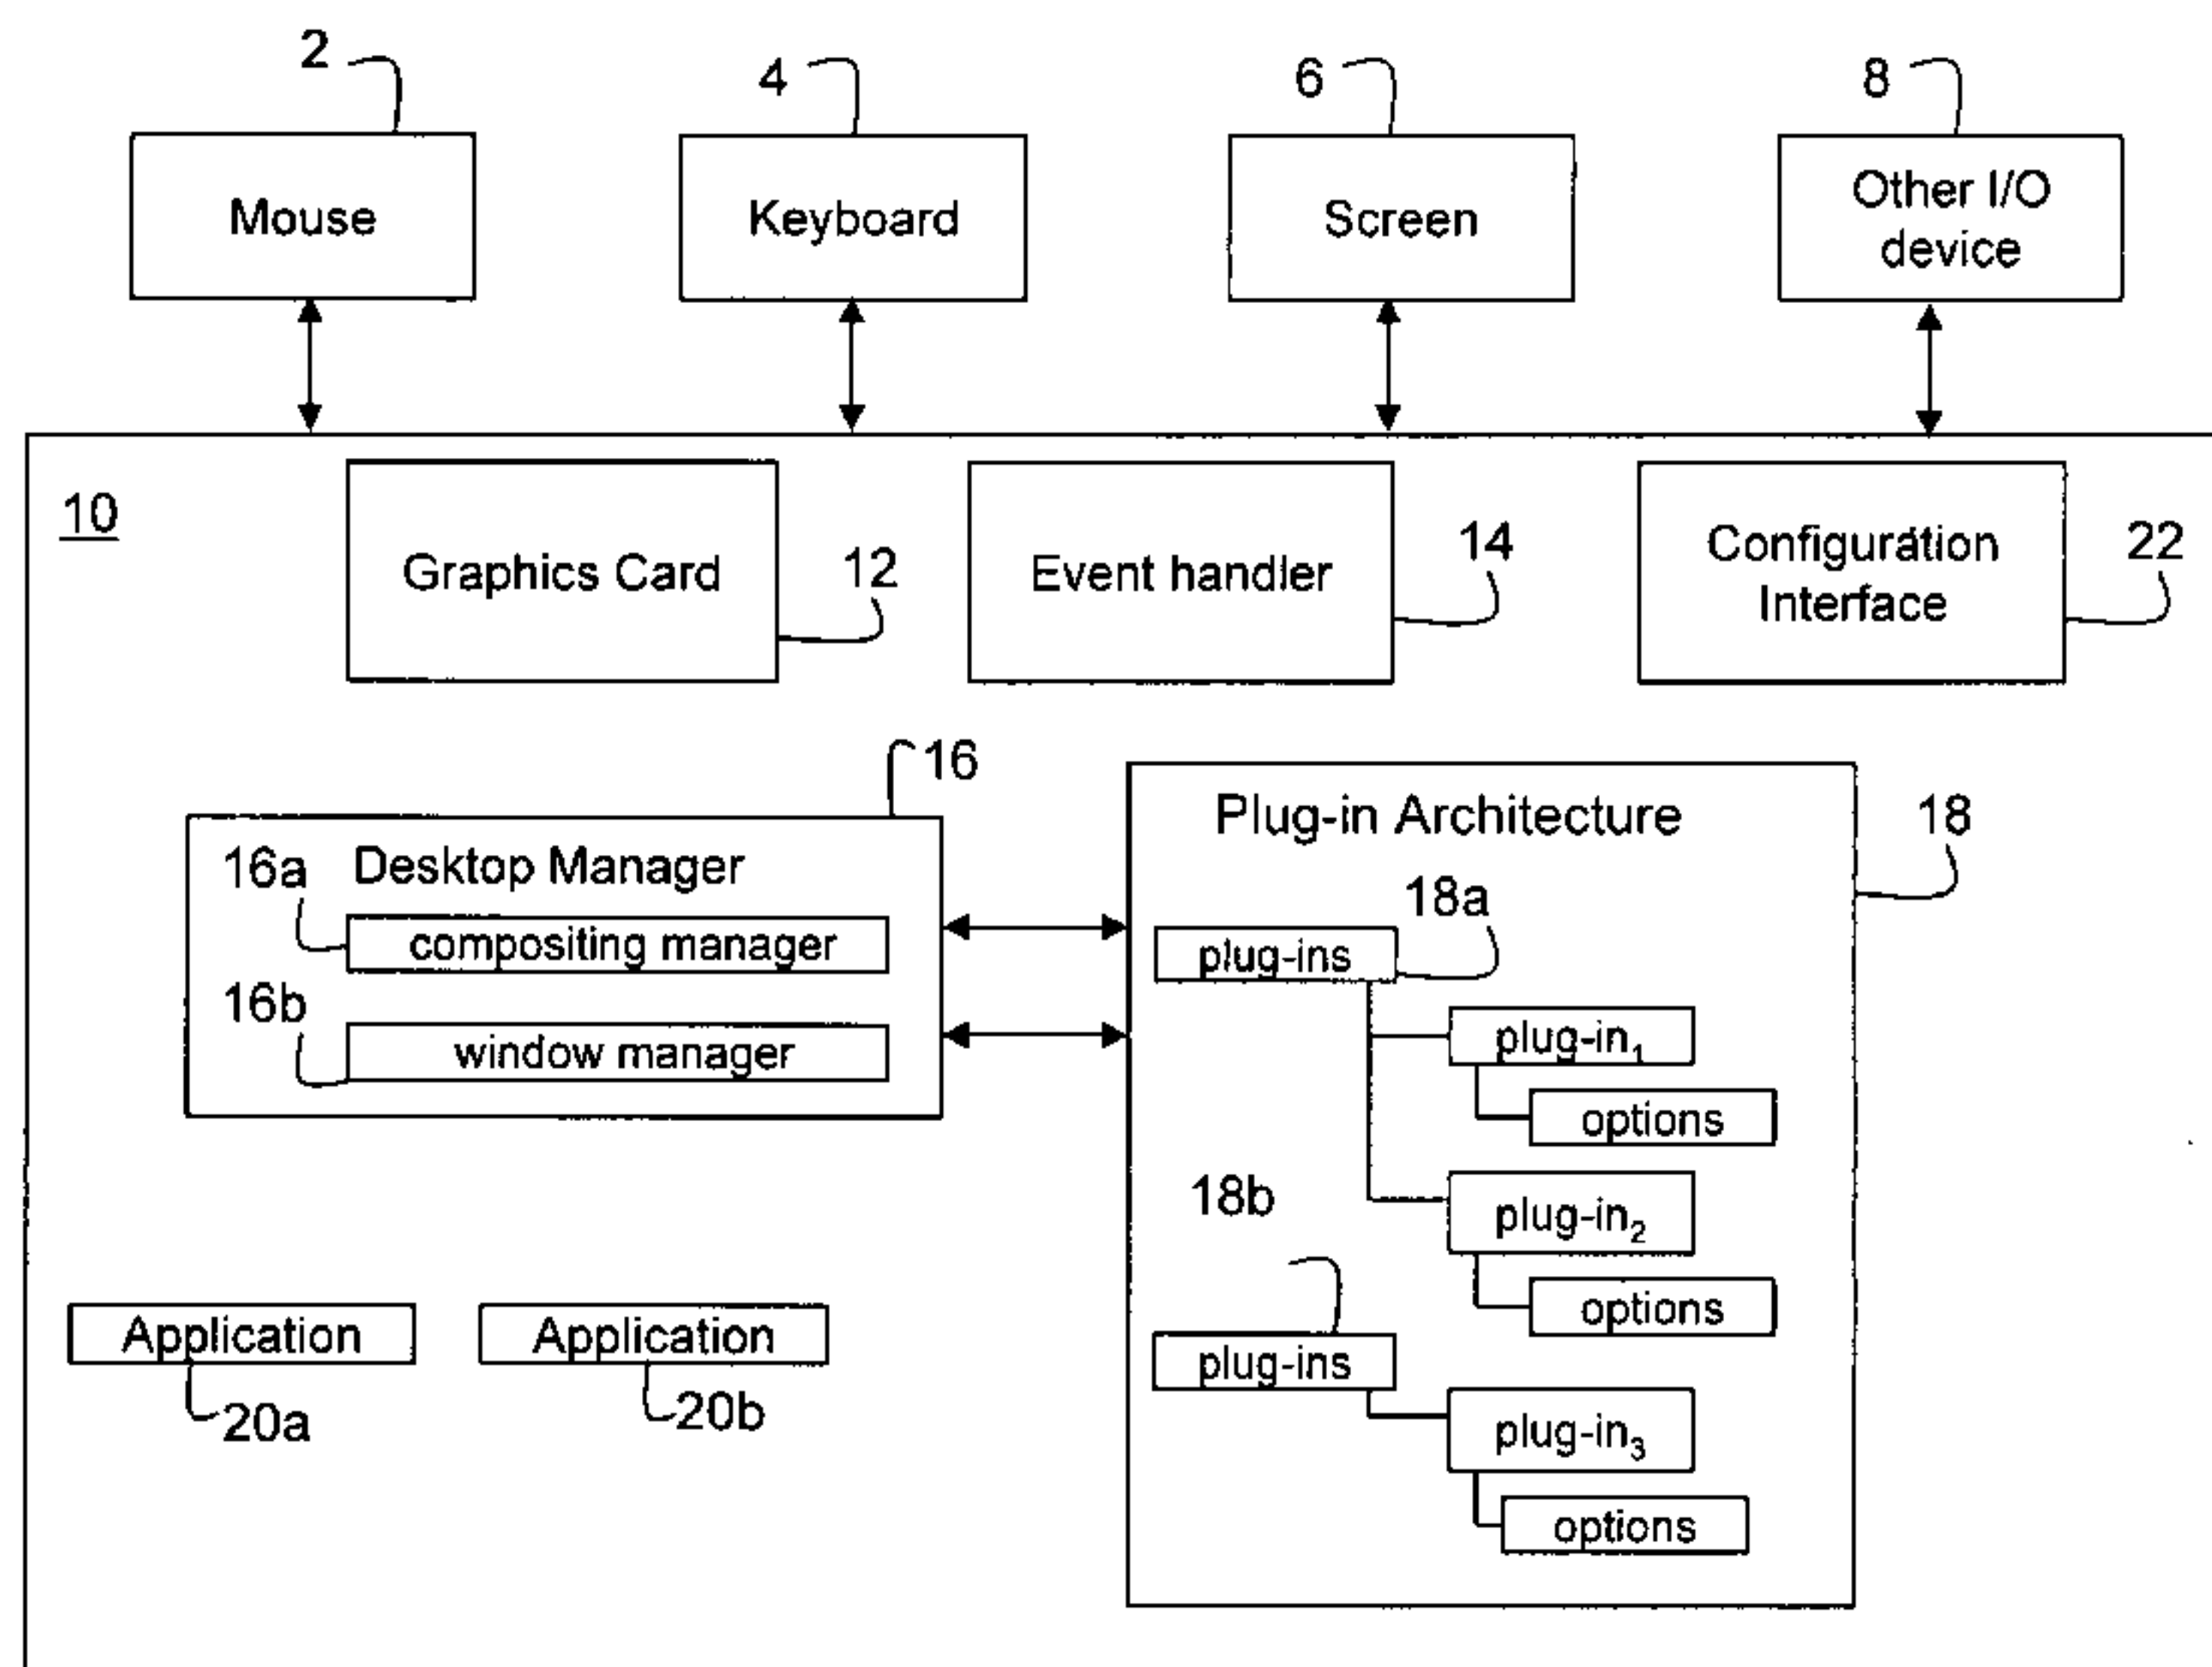 2
4
6
8
Mouse
Keyboard
Screen
Other I/O
device
10
Graphics Card
12
Event handler
14
Configuration
Interface
22
16
Desktop Manager
16a
compositing manager
16b
window manager
Plug-in Architecture
18
18a
plug-ins
plug-in1
options
plug-in2
options
18b
plug-ins
plug-in3
options
Application
20a
Application
20b